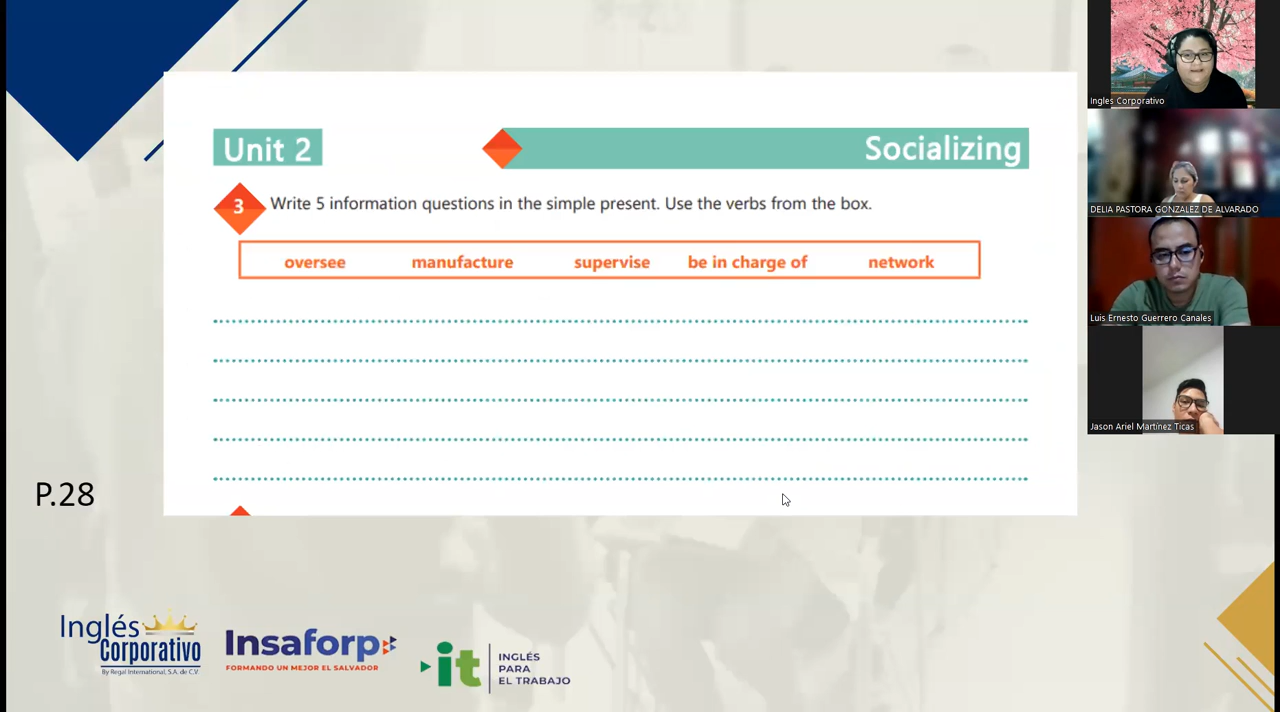 Unit 2
Socializing
3 Write 5 information questions in the simple present. Use the verbs from the box.
oversee manufacture supervise be in charge of network
P.28
Inglés
Corporativo
By Regal International, S.A. de C.V.
Insaforp
FORMANDO UN MEJOR EL SALVADOR
it
INGLÉS
PARA
EL TRABAJO
Ingles Corporativo
DELIA PASTORA GONZALEZ DE ALVARADO
Luis Ernesto Guerrero Canales
Jason Ariel Martínez Ticas